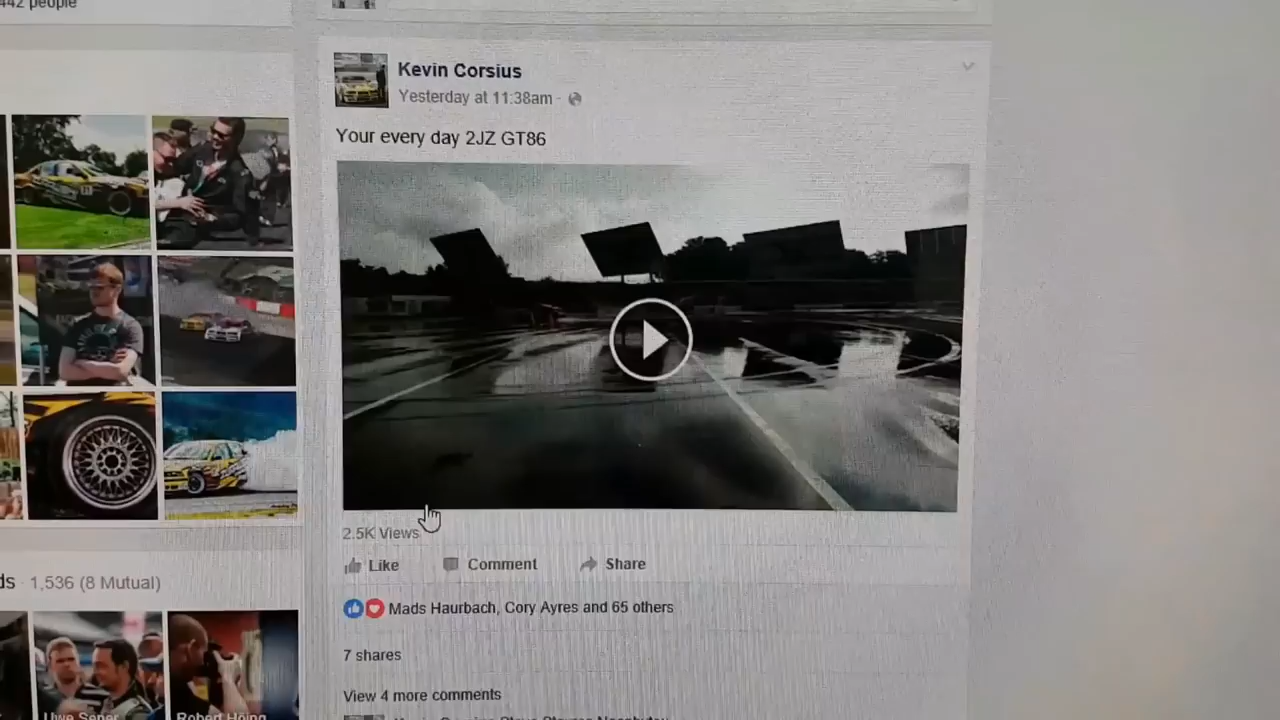 442 people
Kevin Corsius
Yesterday at 11:38am ·
Your every day 2JZ GT86
2.5K Views
Like Comment Share
ds · 1,536 (8 Mutual)
Mads Haurbach, Cory Ayres and 65 others
7 shares
View 4 more comments
Uwe Sener
Robert Höing